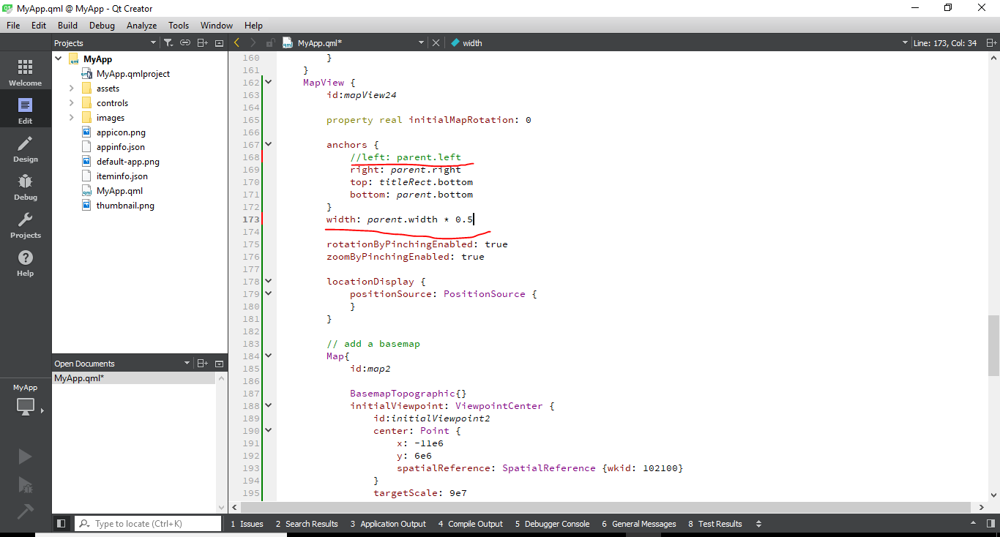 MyApp.qml @ MyApp - Qt Creator
File Edit Build Debug Analyze Tools Window Help
Projects MyApp.qml* width Line: 173, Col: 34
Welcome
Edit
Design
Debug
Projects
Help
MyApp
MyApp
MyApp.qmlproject
assets
controls
images
appicon.png
appinfo.json
default-app.png
iteminfo.json
MyApp.qml
thumbnail.png
Open Documents
MyApp.qml*
160 }
161 }
162 MapView {
163 id:mapView24
164
165 property real initialMapRotation: 0
166
167 anchors {
168 //left: parent.left
169 right: parent.right
170 top: titleRect.bottom
171 bottom: parent.bottom
172 }
173 width: parent.width * 0.5
174
175 rotationByPinchingEnabled: true
176 zoomByPinchingEnabled: true
177
178 locationDisplay {
179 positionSource: PositionSource {
180 }
181 }
182
183 // add a basemap
184 Map{
185 id:map2
186
187 BasemapTopographic{}
188 initialViewpoint: ViewpointCenter {
189 id:initialViewpoint2
190 center: Point {
191 x: -11e6
192 y: 6e6
193 spatialReference: SpatialReference {wkid: 102100}
194 }
195 targetScale: 9e7
Type to locate (Ctrl+K) 1 Issues 2 Search Results 3 Application Output 4 Compile Output 5 Debugger Console 6 General Messages 8 Test Results